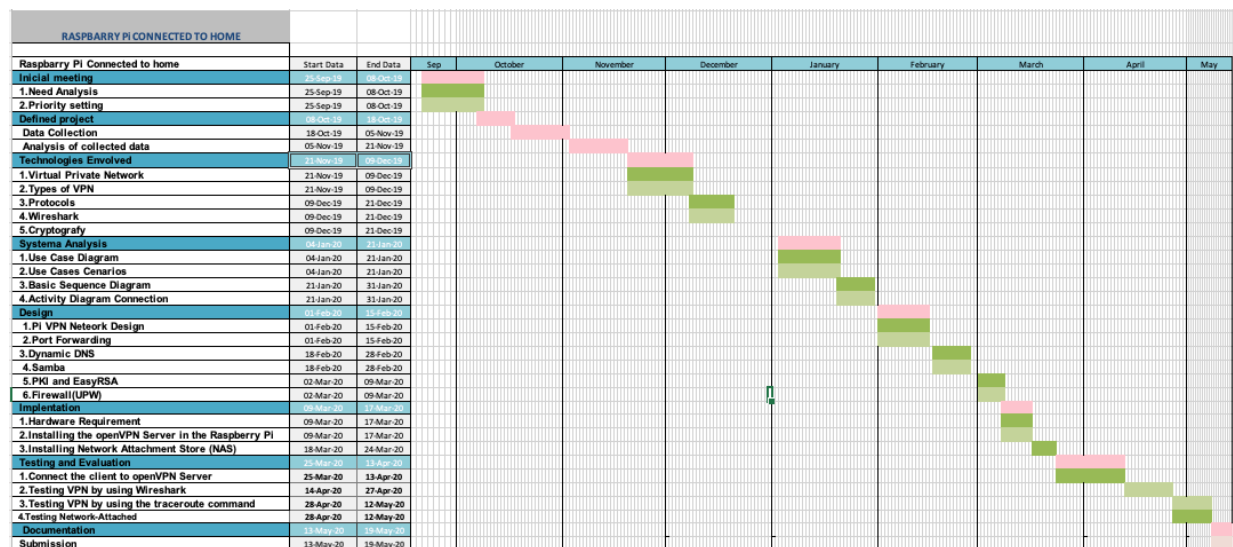 RASPBARRY Pi CONNECTED TO HOME
Raspbarry Pi Connected to home Start Data End Data Sep October November December January February March April May
Inicial meeting 25-Sep-19 08-Oct-19
1.Need Analysis 25-Sep-19 08-Oct-19
2.Priority setting 25-Sep-19 08-Oct-19
Defined project 08-Oct-19 18-Oct-19
Data Collection 18-Oct-19 05-Nov-19
Analysis of collected data 05-Nov-19 21-Nov-19
Technologies Envolved 21-Nov-19 09-Dec-19
1.Virtual Private Network 21-Nov-19 09-Dec-19
2.Types of VPN 21-Nov-19 09-Dec-19
3.Protocols 09-Dec-19 21-Dec-19
4.Wireshark 09-Dec-19 21-Dec-19
5.Cryptografy 09-Dec-19 21-Dec-19
Systema Analysis 04-Jan-20 21-Jan-20
1.Use Case Diagram 04-Jan-20 21-Jan-20
2.Use Cases Cenarios 04-Jan-20 21-Jan-20
3.Basic Sequence Diagram 21-Jan-20 31-Jan-20
4.Activity Diagram Connection 21-Jan-20 31-Jan-20
Design 01-Feb-20 15-Feb-20
1.Pi VPN Neteork Design 01-Feb-20 15-Feb-20
2.Port Forwarding 01-Feb-20 15-Feb-20
3.Dynamic DNS 18-Feb-20 28-Feb-20
4.Samba 18-Feb-20 28-Feb-20
5.PKI and EasyRSA 02-Mar-20 09-Mar-20
6.Firewall(UPW) 02-Mar-20 09-Mar-20
Implentation 09-Mar-20 17-Mar-20
1.Hardware Requirement 09-Mar-20 17-Mar-20
2.Installing the openVPN Server in the Raspberry Pi 09-Mar-20 17-Mar-20
3.Installing Network Attachment Store (NAS) 18-Mar-20 24-Mar-20
Testing and Evaluation 25-Mar-20 13-Apr-20
1.Connect the client to openVPN Server 25-Mar-20 13-Apr-20
2.Testing VPN by using Wireshark 14-Apr-20 27-Apr-20
3.Testing VPN by using the traceroute command 28-Apr-20 12-May-20
4.Testing Network-Attached 28-Apr-20 12-May-20
Documentation 13-May-20 19-May-20
Submission 13-May-20 19-May-20